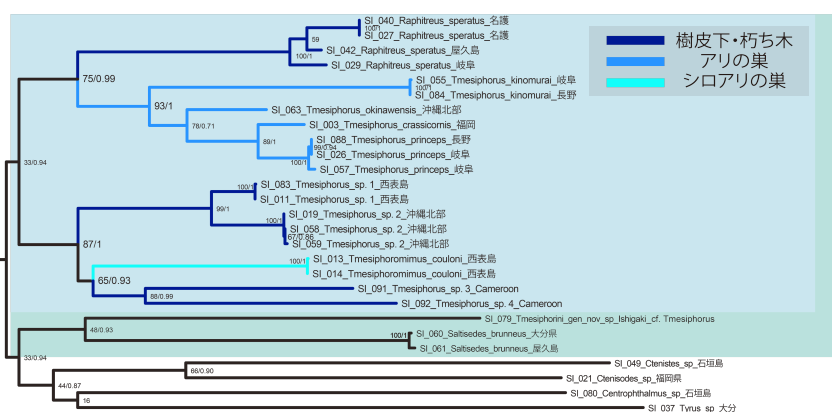 SI_040_Raphitreus_speratus_名護
100/1
SI_027_Raphitreus_speratus_名護
59
SI_042_Raphitreus_speratus_屋久島
100/1
SI_029_Raphitreus_speratus_岐阜
樹皮下・朽ち木
アリの巣
シロアリの巣
75/0.99
SI_055_Tmesiphorus_kinomurai_岐阜
100/1
SI_084_Tmesiphorus_kinomurai_長野
93/1
SI_063_Tmesiphorus_okinawensis_沖縄北部
78/0.71
SI_003_Tmesiphorus_crassicornis_福岡
89/1
SI_088_Tmesiphorus_princeps_長野
99/0.94
SI_026_Tmesiphorus_princeps_岐阜
100/1
SI_057_Tmesiphorus_princeps_岐阜
33/0.94
SI_083_Tmesiphorus_sp. 1_西表島
100/1
SI_011_Tmesiphorus_sp. 1_西表島
99/1
SI_019_Tmesiphorus_sp. 2_沖縄北部
100/1
SI_058_Tmesiphorus_sp. 2_沖縄北部
67/0.86
SI_059_Tmesiphorus_sp. 2_沖縄北部
87/1
SI_013_Tmesiphoromimus_couloni_西表島
100/1
SI_014_Tmesiphoromimus_couloni_西表島
65/0.93
SI_091_Tmesiphorus_sp. 3_Cameroon
88/0.99
SI_092_Tmesiphorus_sp. 4_Cameroon
SI_079_Tmesiphorini_gen_nov_sp_Ishigaki_cf. Tmesiphorus
48/0.93
SI_060_Saltisedes_brunneus_大分県
100/1
SI_061_Saltisedes_brunneus_屋久島
33/0.94
SI_049_Ctenistes_sp_石垣島
66/0.90
SI_021_Ctenisodes_sp_福岡県
44/0.87
SI_080_Centrophthalmus_sp_石垣島
16
SI_037_Tyrus_sp_大分